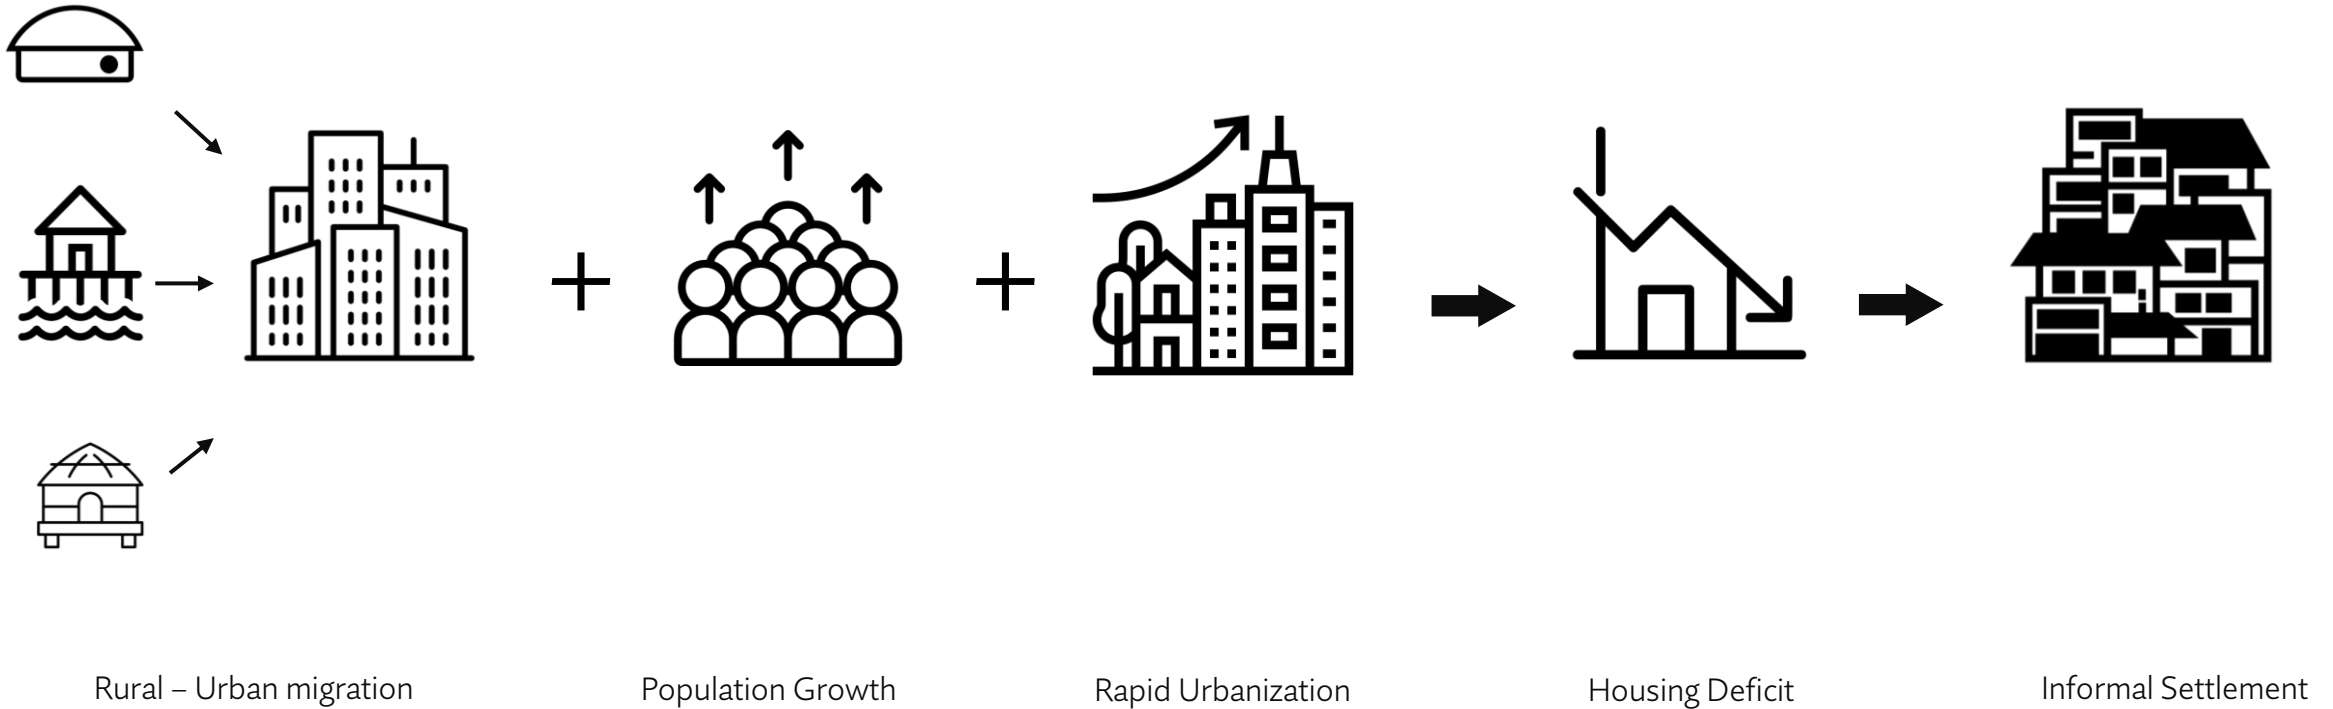 Rural – Urban migration
Population Growth
Rapid Urbanization
Housing Deficit
Informal Settlement